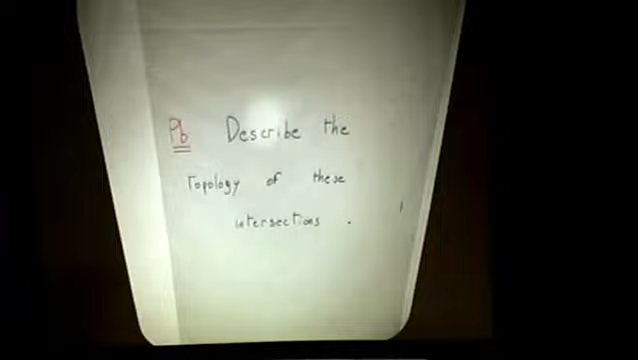 Pb Describe the
Topology of these
intersections.